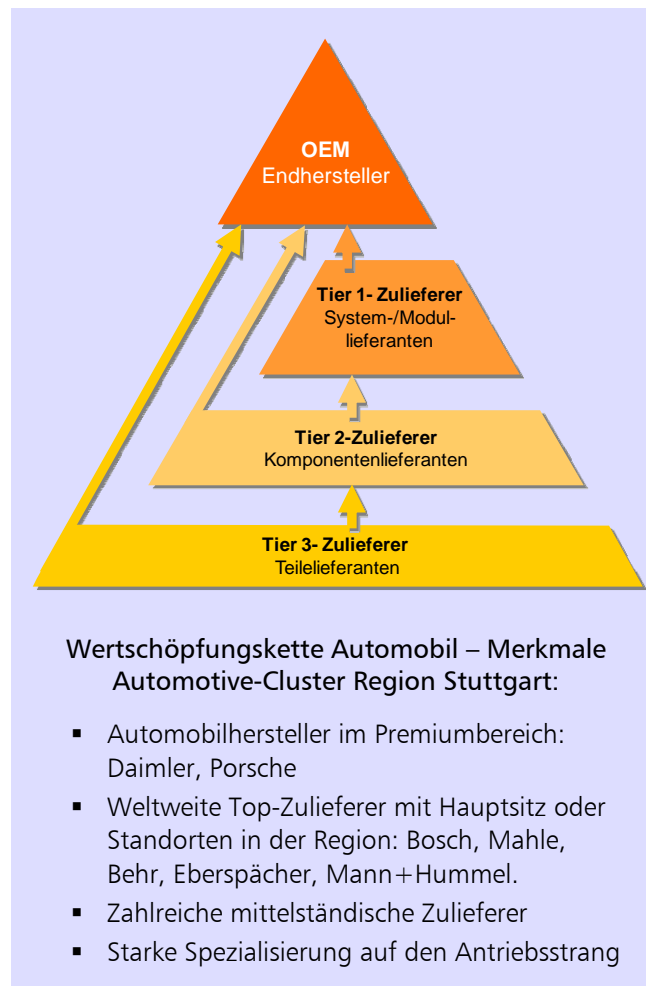 OEM
Endhersteller
Tier 1- Zulieferer
System-/Modul-
lieferanten
Tier 2-Zulieferer
Komponentenlieferanten
Tier 3- Zulieferer
Teilelieferanten
Wertschöpfungskette Automobil – Merkmale
Automotive-Cluster Region Stuttgart:
▪ Automobilhersteller im Premiumbereich:
Daimler, Porsche
▪ Weltweite Top-Zulieferer mit Hauptsitz oder
Standorten in der Region: Bosch, Mahle,
Behr, Eberspächer, Mann+Hummel.
▪ Zahlreiche mittelständische Zulieferer
▪ Starke Spezialisierung auf den Antriebsstrang